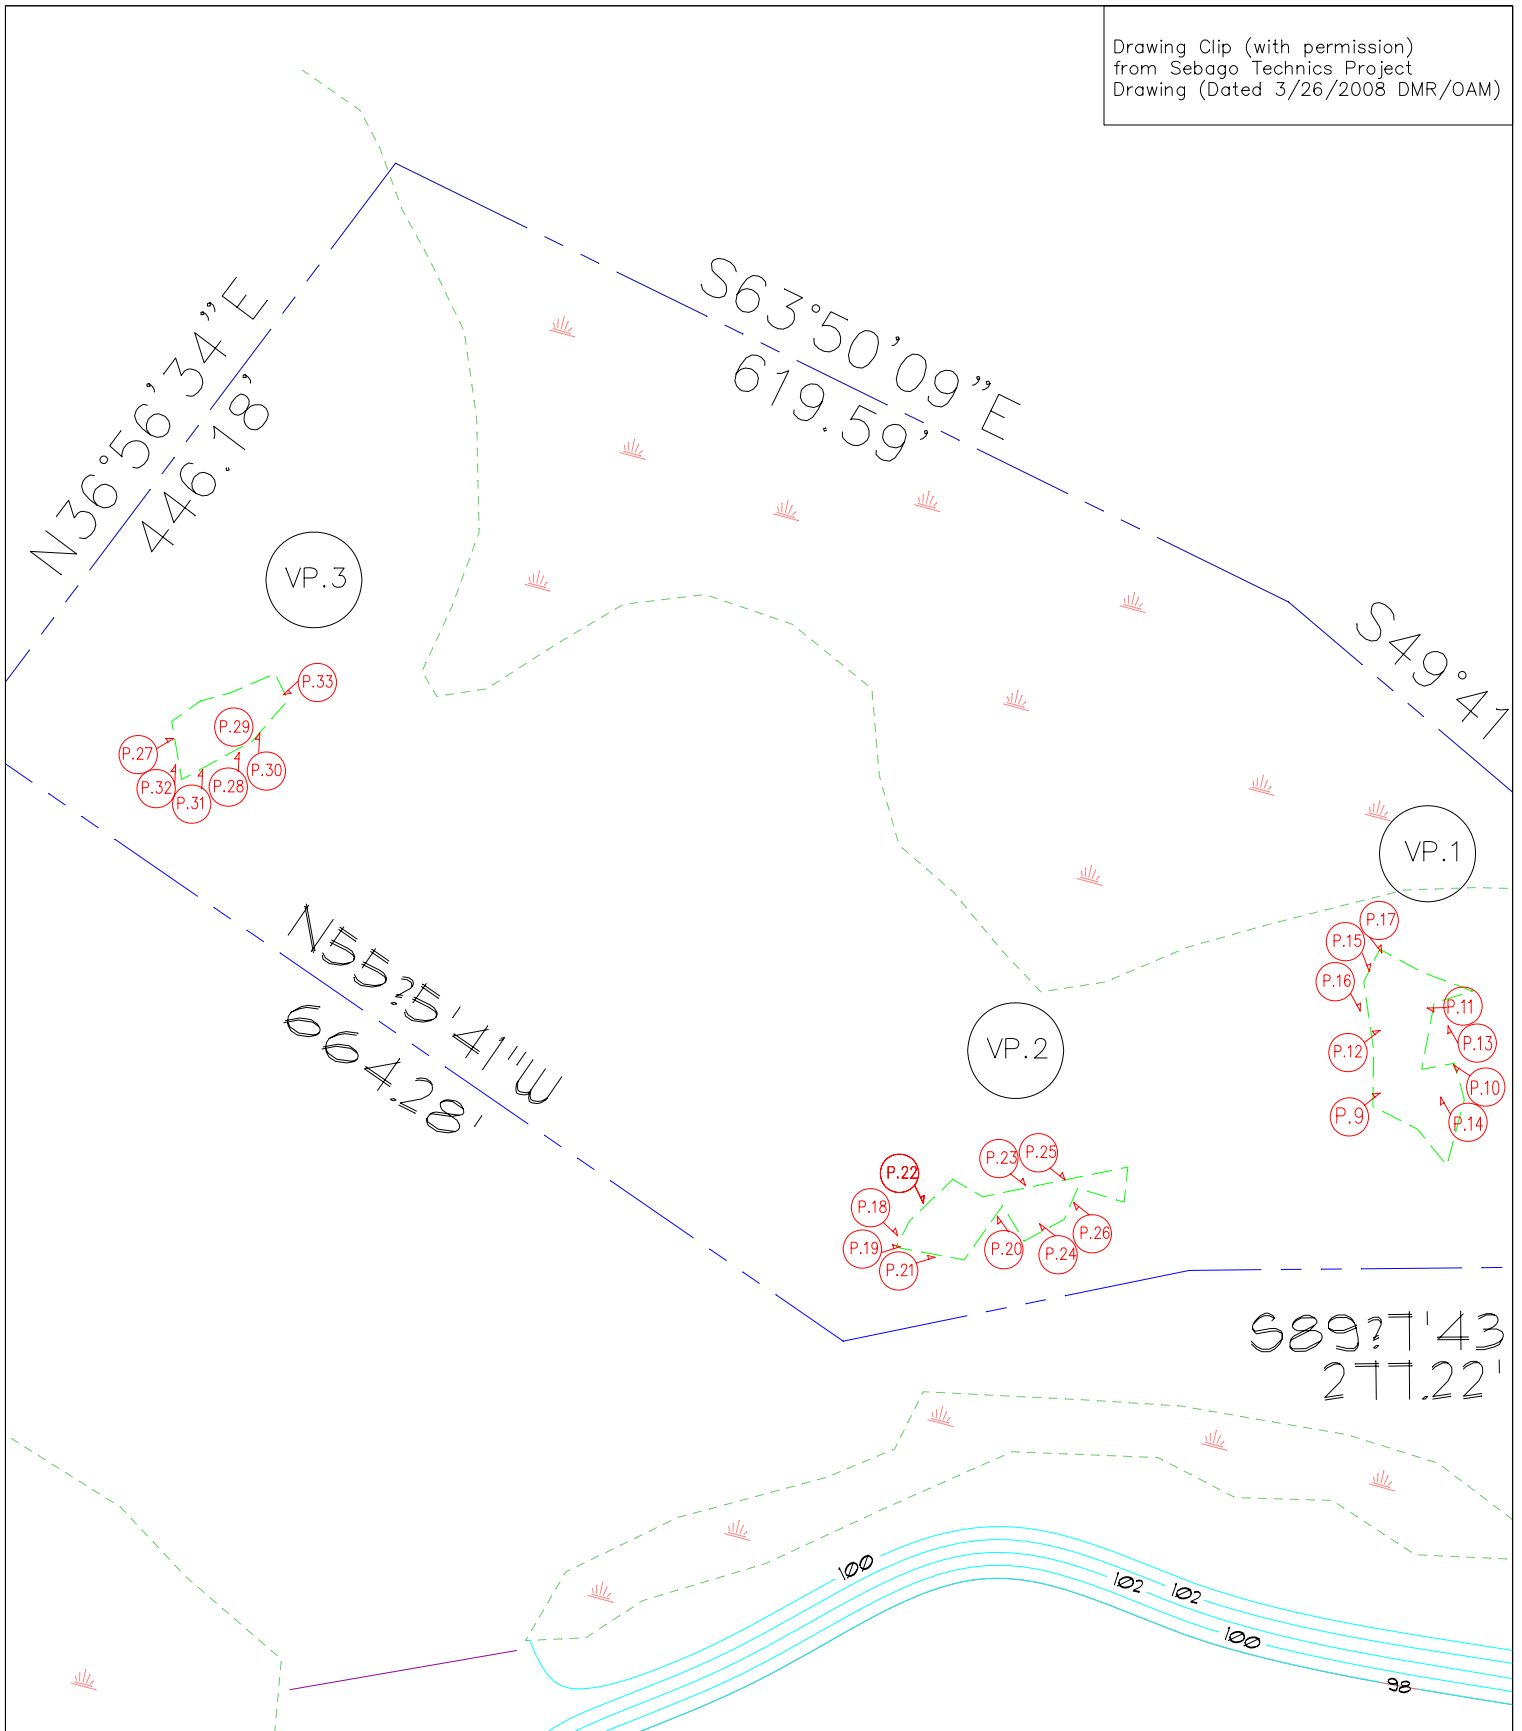 Drawing Clip (with permission)
from Sebago Technics Project
Drawing (Dated 3/26/2008 DMR/OAM)
N36°56'34"E
446.18'
S63°50'09"E
619.59'
S49°41
VP.3
P.33
P.29
P.27
P.30
P.32
P.28
P.31
VP.1
P.17
P.15
P.16
P.11
P.13
P.12
P.10
P.9
P.14
N55?5'41"W
664.28'
VP.2
P.25
P.23
P.22
P.18
P.26
P.19
P.20
P.24
P.21
S89?7'43
277.22'
100
102
102
100
98